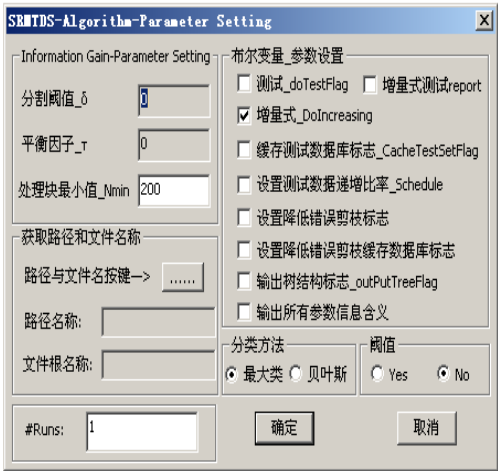 SRMTDS-Algorithm-Parameter Setting
Information Gain-Parameter Setting
分割阈值_δ 0
平衡因子_τ 0
处理块最小值_Nmin 200
获取路径和文件名称
路径与文件名按键—> ......
路径名称:
文件根名称:
#Runs: 1
布尔变量_参数设置
测试_doTestFlag 增量式测试report
增量式_DoIncreasing
缓存测试数据库标志_CacheTestSetFlag
设置测试数据递增比率_Schedule
设置降低错误剪枝标志
设置降低错误剪枝缓存数据库标志
输出树结构标志_outPutTreeFlag
输出所有参数信息含义
分类方法
最大类 贝叶斯
阈值
Yes No
确定 取消